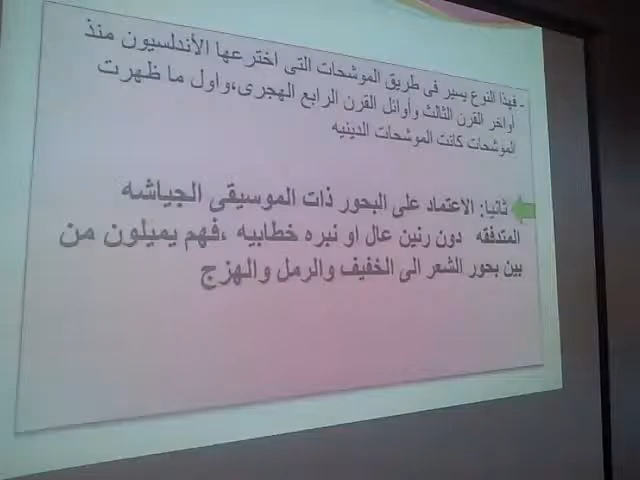 - فهذا النوع يسير فى طريق الموشحات التى اخترعها الأندلسيون منذ
أواخر القرن الثالث وأوائل القرن الرابع الهجرى،واول ما ظهرت
الموشحات كانت الموشحات الدينيه
ثانيا: الاعتماد على البحور ذات الموسيقى الجياشه
المتدفقه دون رنين عال او نبره خطابيه ،فهم يميلون من
بين بحور الشعر الى الخفيف والرمل والهزج